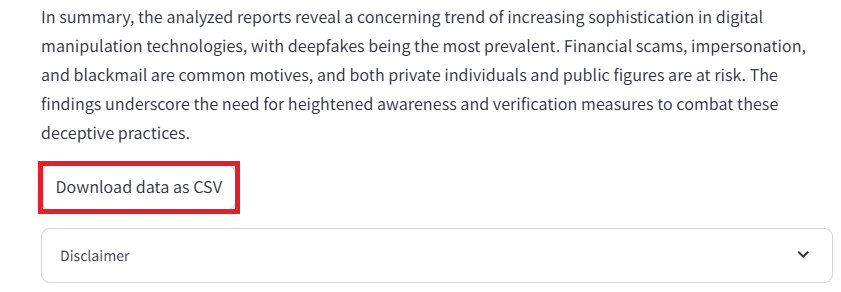 In summary, the analyzed reports reveal a concerning trend of increasing sophistication in digital
manipulation technologies, with deepfakes being the most prevalent. Financial scams, impersonation,
and blackmail are common motives, and both private individuals and public figures are at risk. The
findings underscore the need for heightened awareness and verification measures to combat these
deceptive practices.
Download data as CSV
Disclaimer